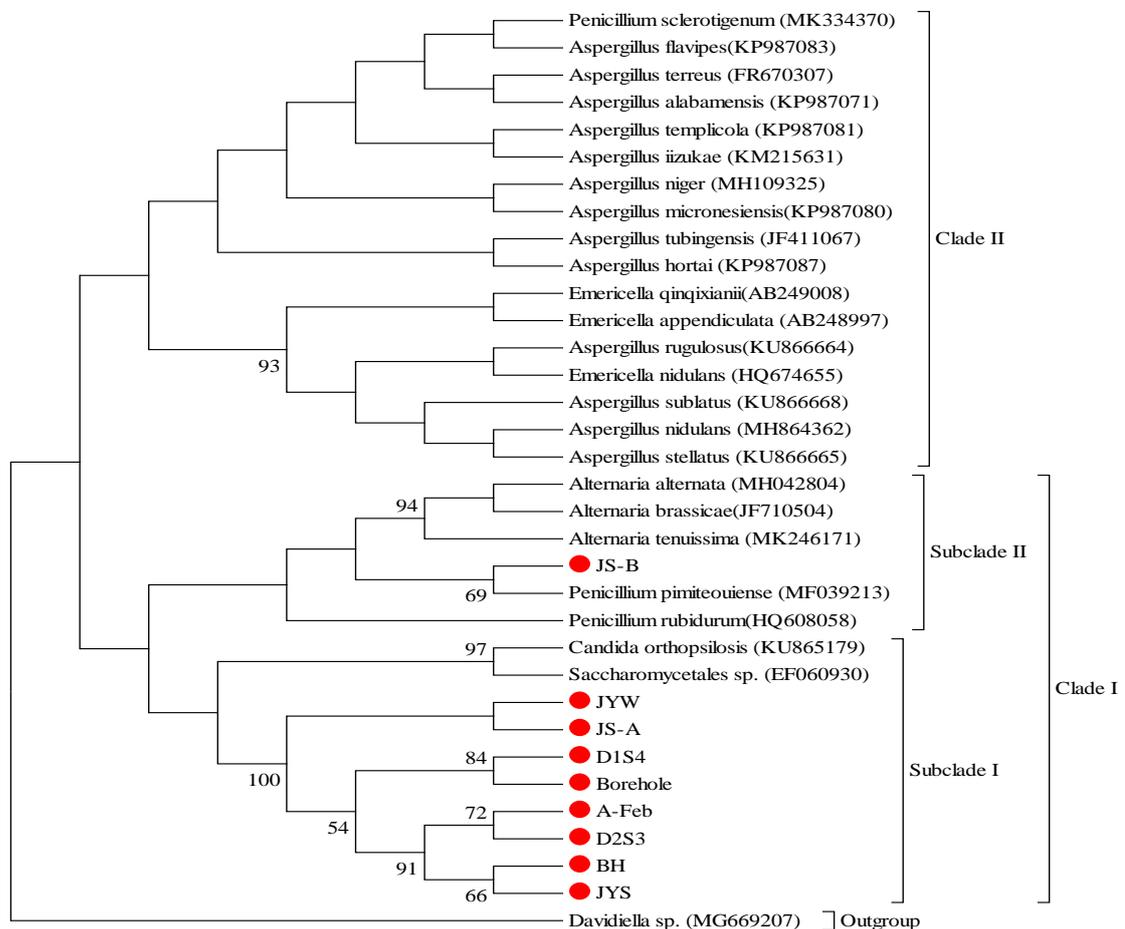 Penicillium sclerotigenum (MK334370)
Aspergillus flavipes(KP987083)
Aspergillus terreus (FR670307)
Aspergillus alabamensis (KP987071)
Aspergillus templicola (KP987081)
Aspergillus iizukae (KM215631)
Aspergillus niger (MH109325)
Aspergillus micronesiensis(KP987080)
Aspergillus tubingensis (JF411067)
Clade II
Aspergillus hortai (KP987087)
Emericella qinqixianii(AB249008)
Emericella appendiculata (AB248997)
Aspergillus rugulosus(KU866664)
93
Emericella nidulans (HQ674655)
Aspergillus sublatus (KU866668)
Aspergillus nidulans (MH864362)
Aspergillus stellatus (KU866665)
Alternaria alternata (MH042804)
94
Alternaria brassicae(JF710504)
Alternaria tenuissima (MK246171)
Subclade II
JS-B
69
Penicillium pimiteouiense (MF039213)
Penicillium rubidurum(HQ608058)
97
Candida orthopsilosis (KU865179)
Saccharomycetales sp. (EF060930)
Clade I
JYW
JS-A
84
D1S4
Subclade I
100
Borehole
72
A-Feb
54
D2S3
91
BH
66
JYS
Davidiella sp. (MG669207)
Outgroup